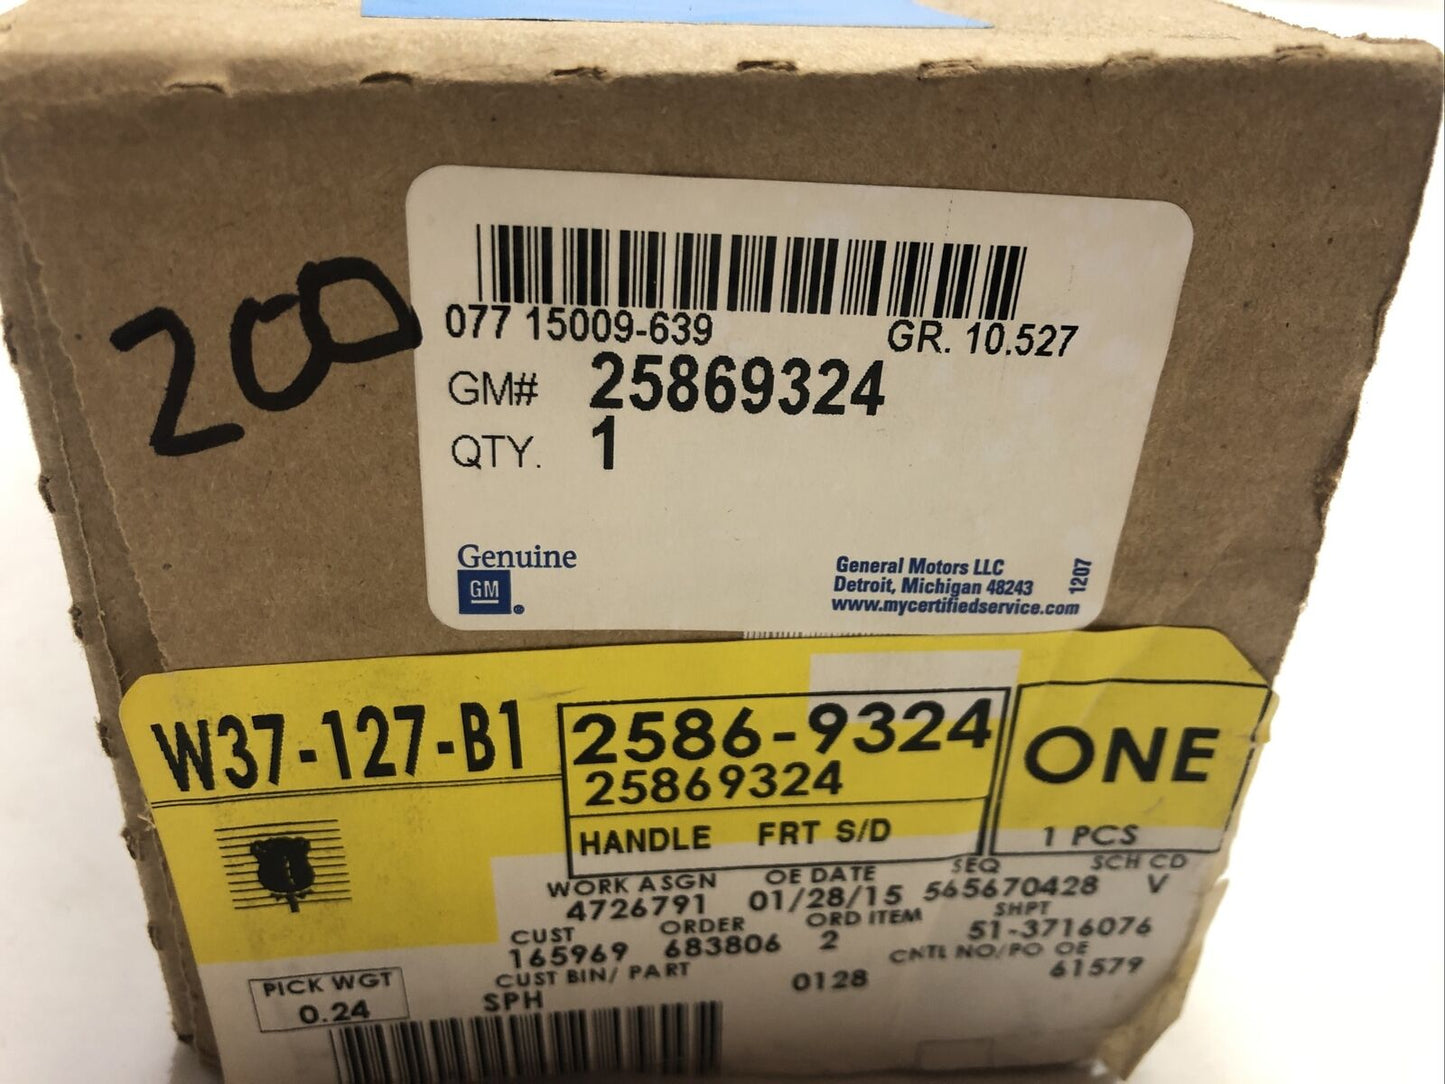 200
077 15009-639 GR. 10.527
GM# 25869324
QTY. 1
Genuine
GM
General Motors LLC
Detroit, Michigan 48243
www.mycertifiedservice.com
1207
W37-127-B1
2586-9324
25869324
HANDLE FRT S/D
ONE
1 PCS
WORK ASGN OE DATE SEQ SCH CD
4726791 01/28/15 565670428 V
CUST ORDER ORD ITEM SHPT
165969 683806 2 51-3716076
CUST BIN/ PART CNTL NO/PO OE
SPH 0128 61579
PICK WGT
0.24